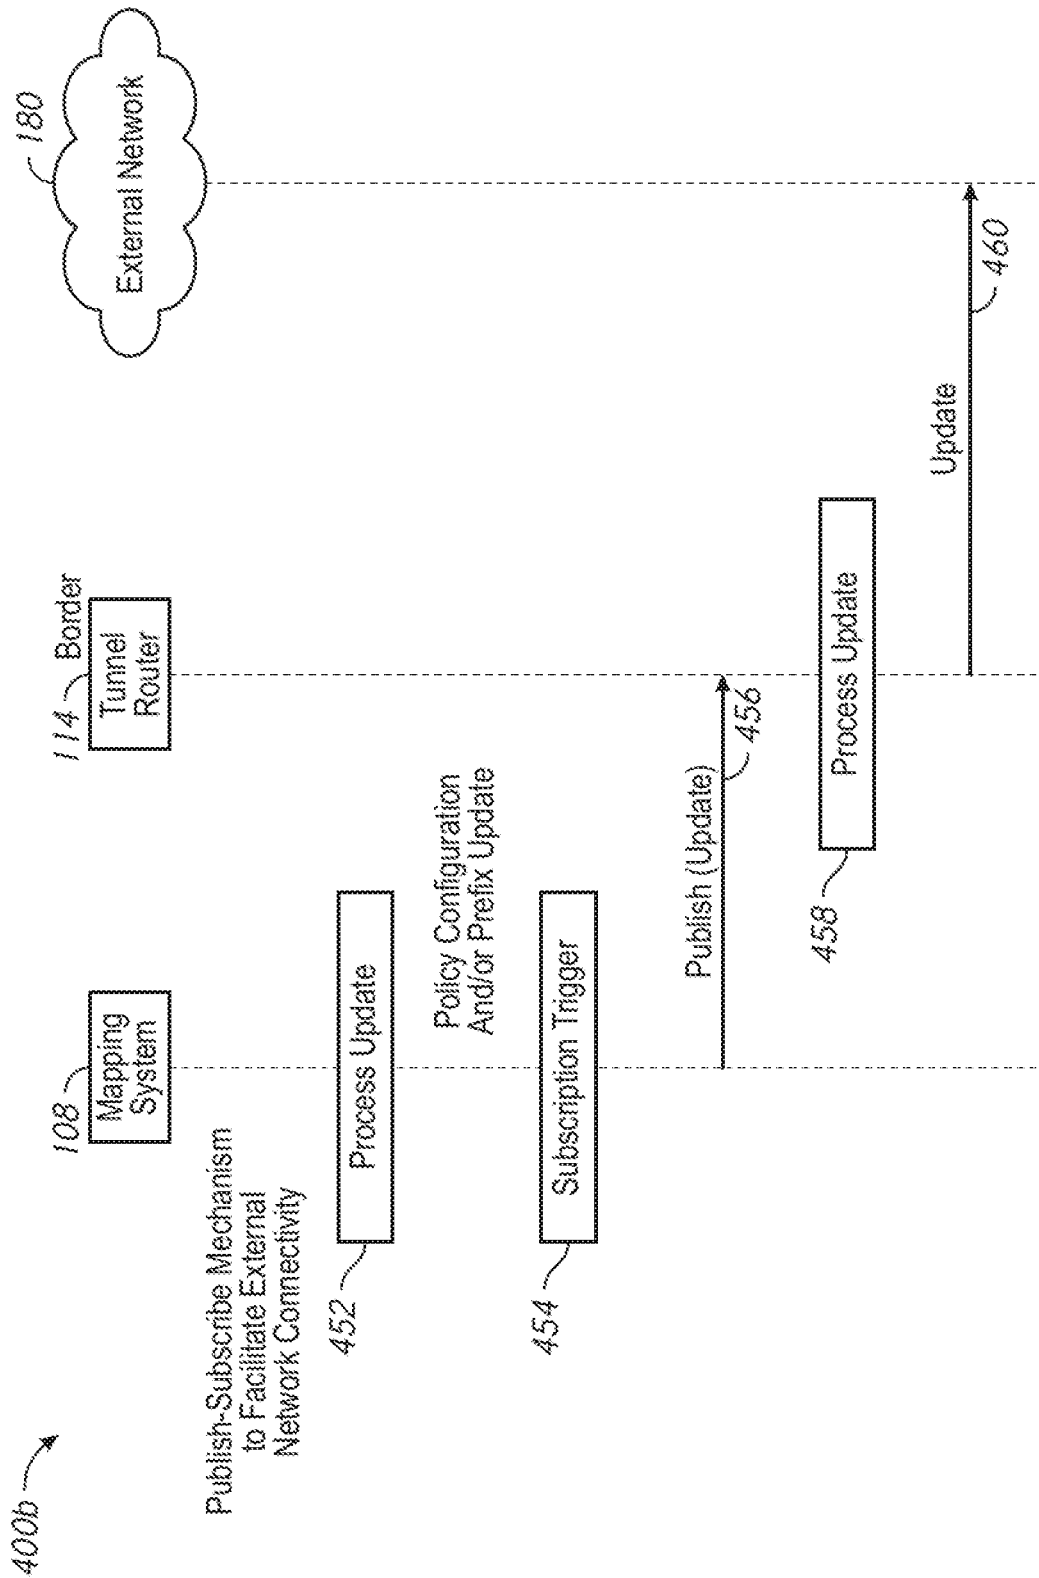 400b
108
Mapping
System
114
Border
Tunnel
Router
180
External Network
Publish-Subscribe Mechanism
to Facilitate External
Network Connectivity
452
Process Update
Policy Configuration
And/or Prefix Update
454
Subscription Trigger
Publish (Update)
456
458
Process Update
Update
460